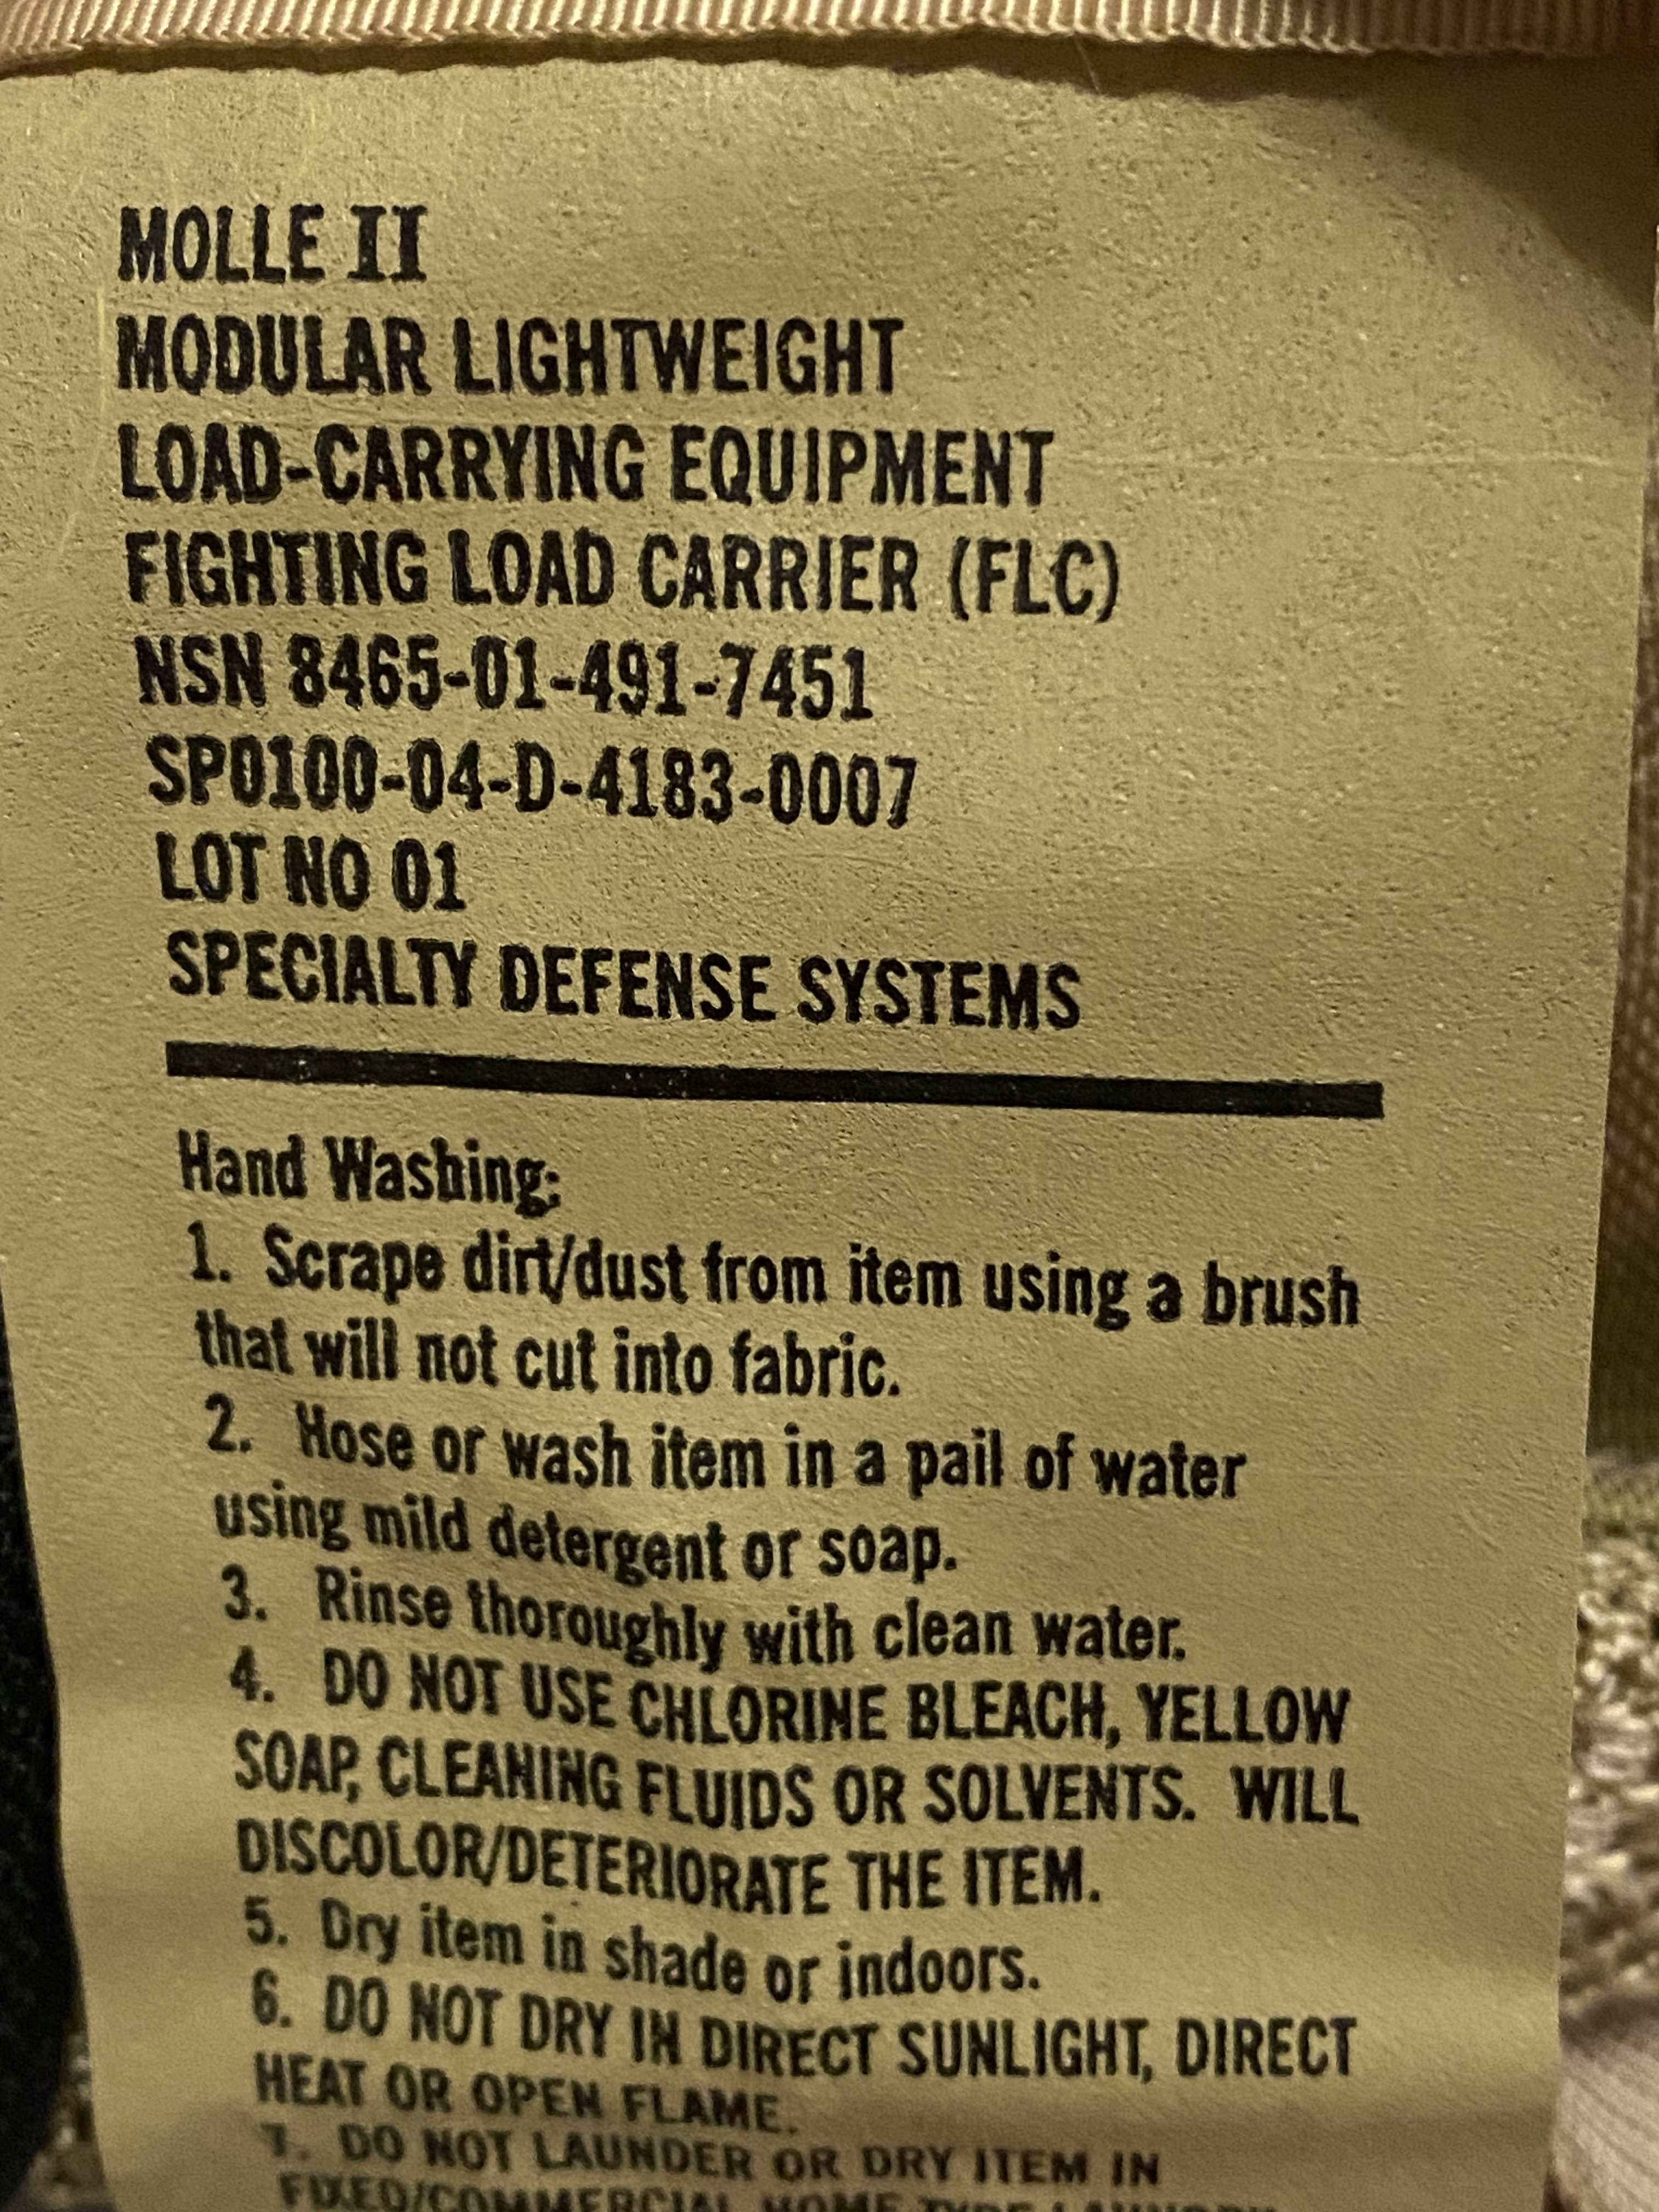 MOLLE II
MODULAR LIGHTWEIGHT
LOAD-CARRYING EQUIPMENT
FIGHTING LOAD CARRIER (FLC)
NSN 8465-01-491-7451
SP0100-04-D-4183-0007
LOT NO 01
SPECIALTY DEFENSE SYSTEMS
Hand Washing:
1. Scrape dirt/dust from item using a brush
that will not cut into fabric.
2. Hose or wash item in a pail of water
using mild detergent or soap.
3. Rinse thoroughly with clean water.
4. DO NOT USE CHLORINE BLEACH, YELLOW
SOAP, CLEANING FLUIDS OR SOLVENTS. WILL
DISCOLOR/DETERIORATE THE ITEM.
5. Dry item in shade or indoors.
6. DO NOT DRY IN DIRECT SUNLIGHT, DIRECT
HEAT OR OPEN FLAME.
7. DO NOT LAUNDER OR DRY ITEM IN
FIXED/COMMERCIAL HOME TYPE